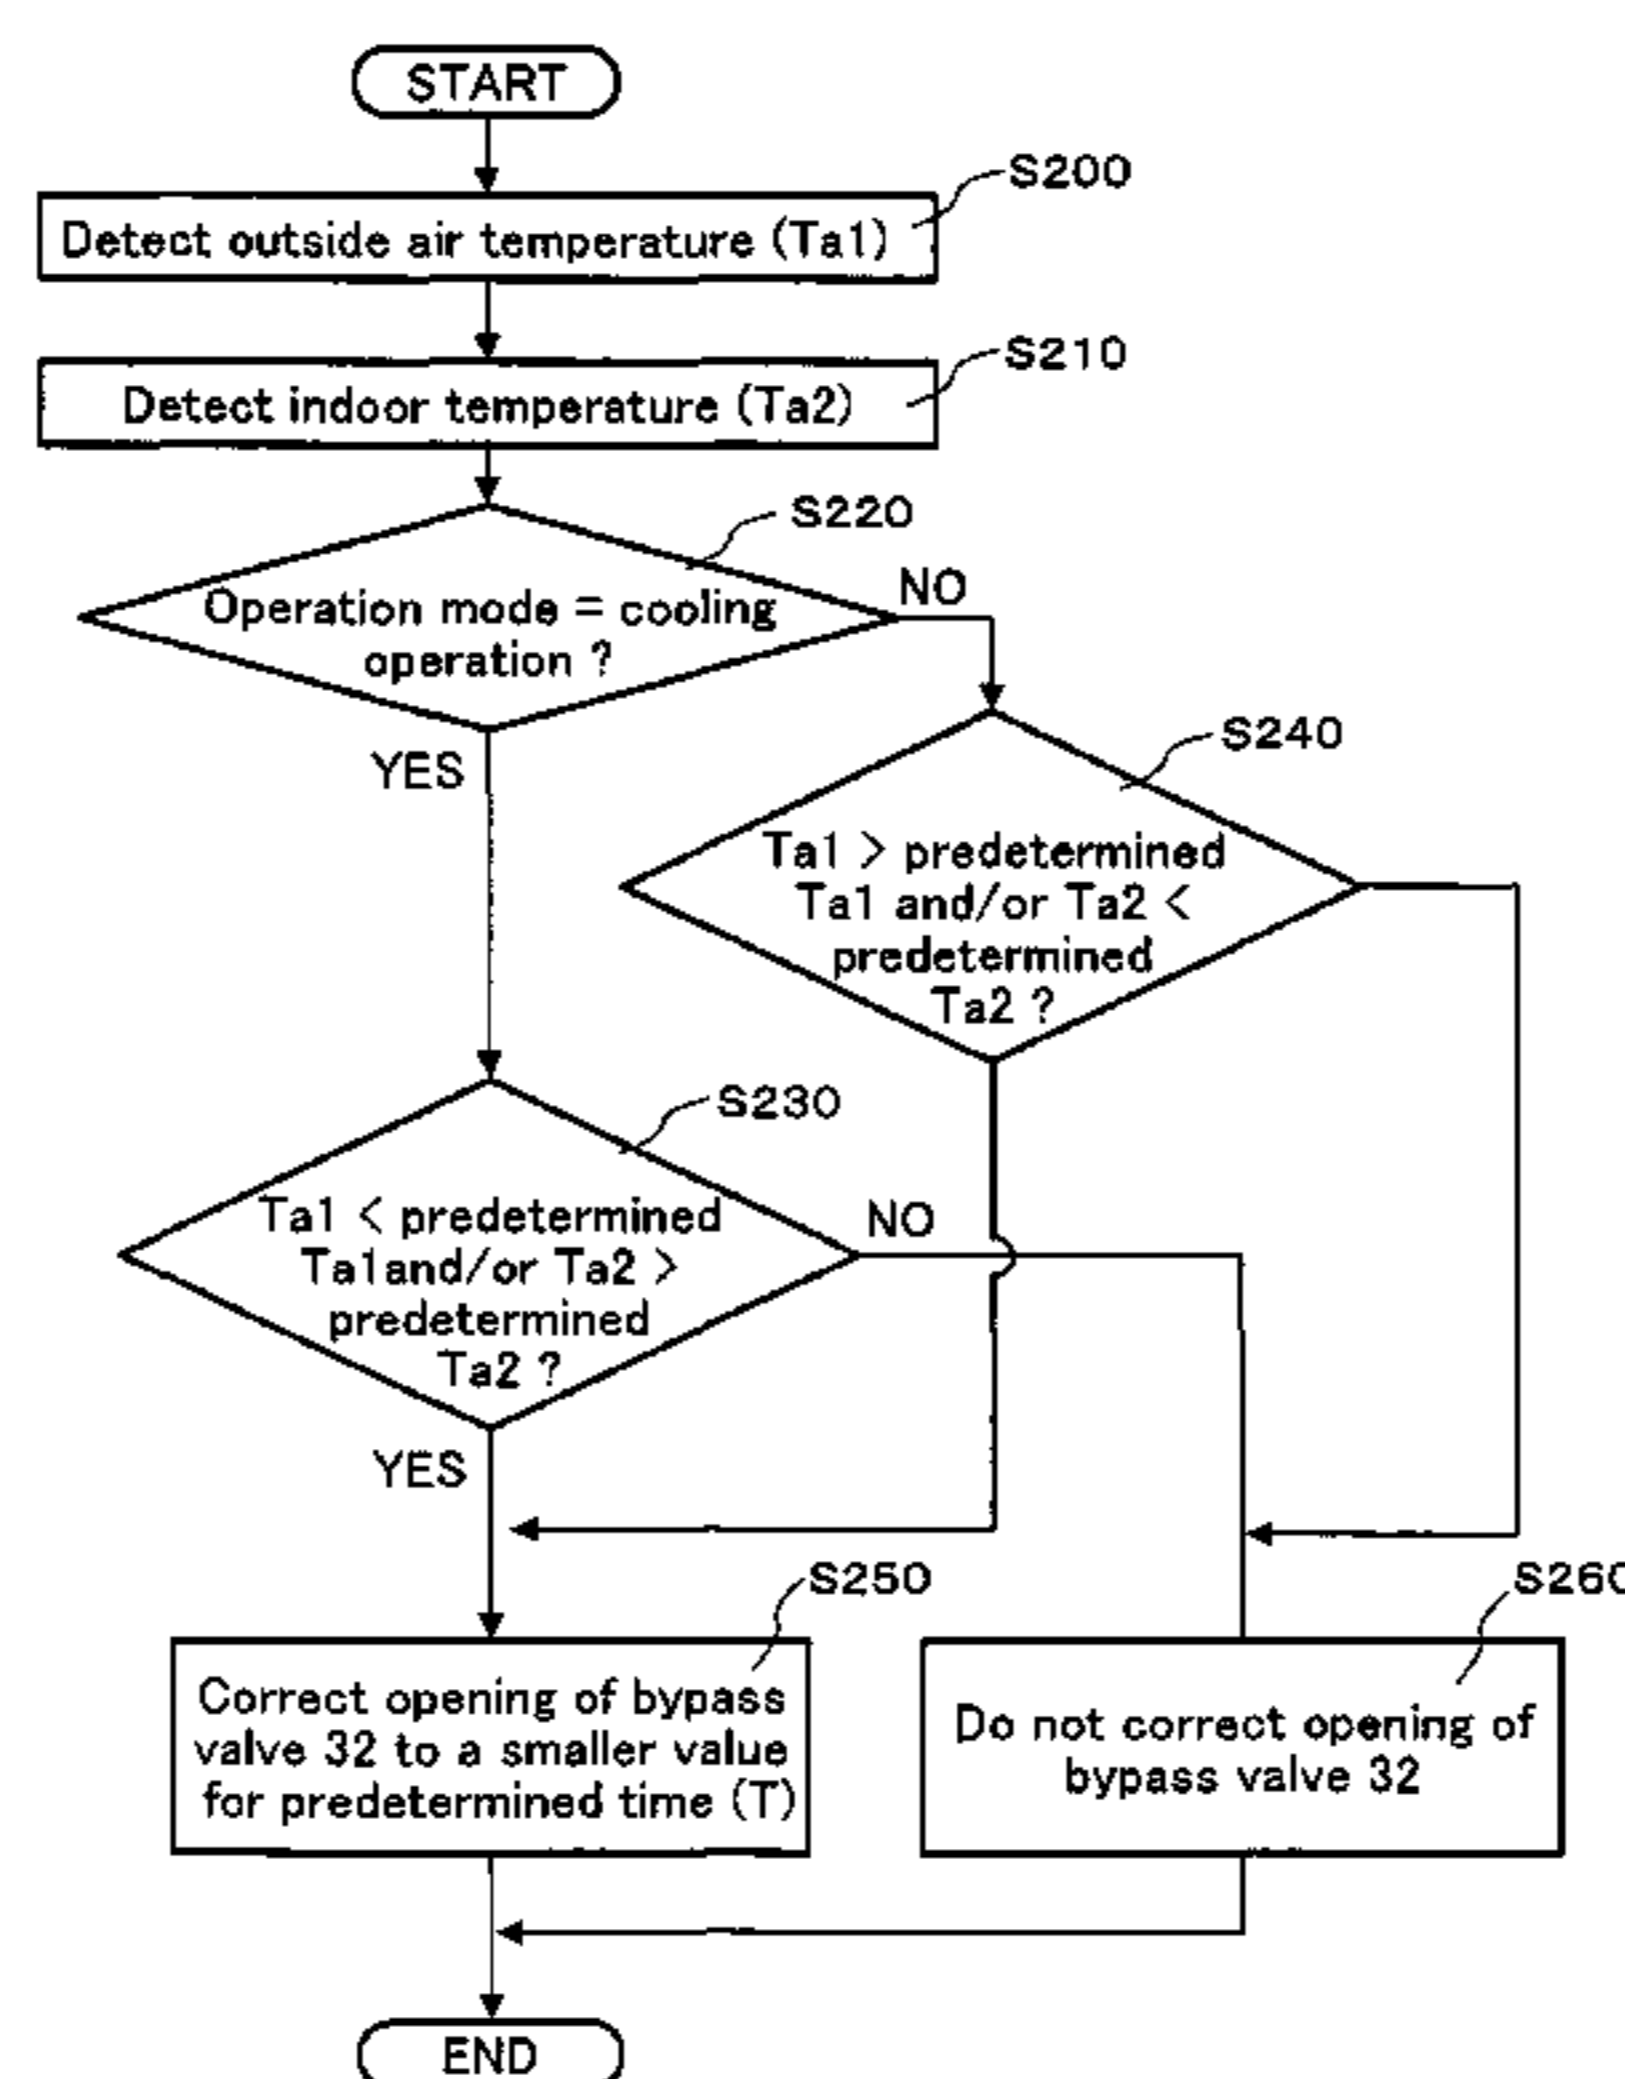 START
S200
Detect outside air temperature (Ta1)
S210
Detect indoor temperature (Ta2)
S220
Operation mode = cooling
operation ?
NO
YES
S240
Ta1 > predetermined
Ta1 and/or Ta2 <
predetermined
Ta2 ?
S230
Ta1 < predetermined
Ta1and/or Ta2 >
predetermined
Ta2 ?
NO
YES
S250
Correct opening of bypass
valve 32 to a smaller value
for predetermined time (T)
S260
Do not correct opening of
bypass valve 32
END